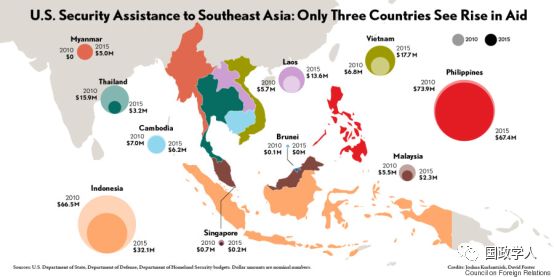 U.S. Security Assistance to Southeast Asia: Only Three Countries See Rise in Aid
2010
2015
Myanmar
2010
$0
2015
$5.0M
Thailand
2010
$15.9M
2015
$3.2M
Cambodia
2010
$7.0M
2015
$6.2M
Indonesia
2010
$66.5M
2015
$32.1M
Laos
2010
$5.7M
2015
$13.6M
Vietnam
2010
$6.8M
2015
$17.7M
Philippines
2010
$73.9M
2015
$67.4M
Brunei
2010
$0.1M
2015
$0M
Malaysia
2010
$5.5M
2015
$2.3M
Singapore
2010
$0.7M
2015
$0.2M
Sources: U.S. Department of State, Department of Defense, Department of Homeland Security budgets. Dollar amounts are nominal numbers.
Credits: Joshua Kurlantzick, David Foster
Council on Foreign Relations
国政学人